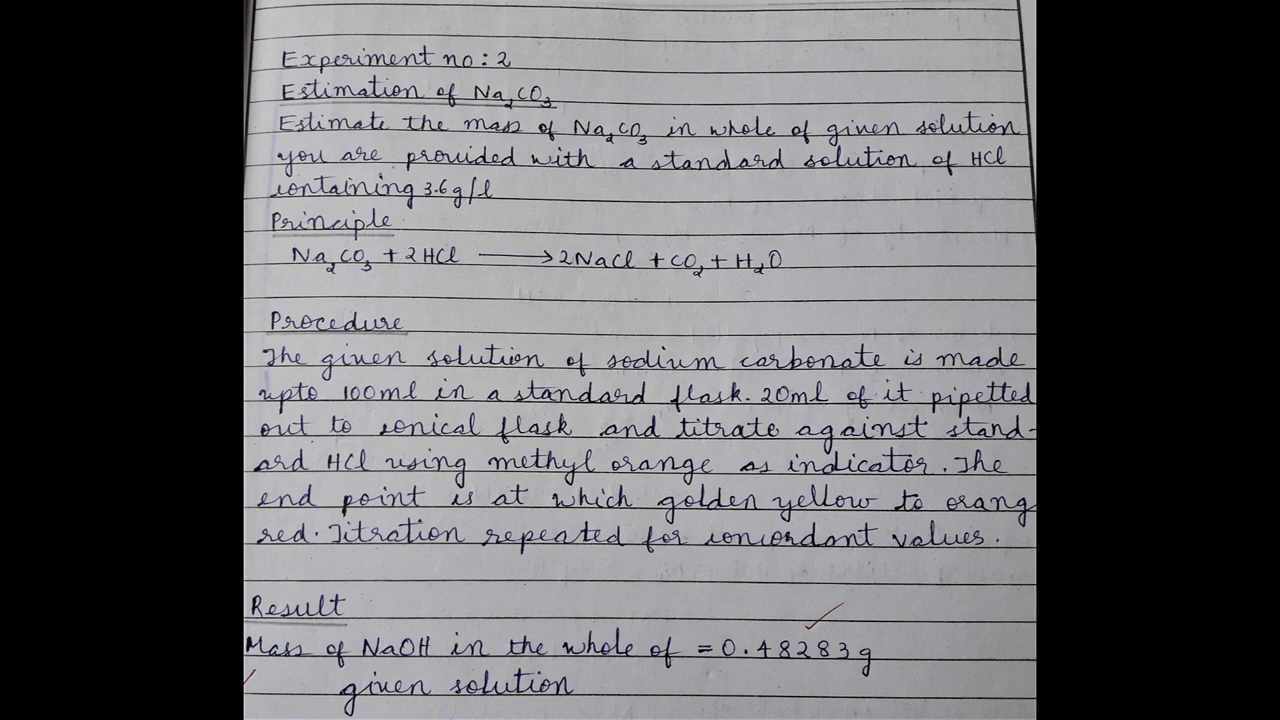 Experiment no : 2
Estimation of Na2CO3
Estimate the mass of Na2CO3 in whole of given solution
you are provided with a standard solution of HCl
containing 3.6g/l
Principle
Na2CO3 + 2HCl ⟶ 2NaCl + CO2 + H2O
Procedure
The given solution of sodium carbonate is made
upto 100ml in a standard flask. 20ml of it pipetted
out to conical flask and titrate against stand-
ard HCl using methyl orange as indicator. The
end point is at which golden yellow to orang
red. Titration repeated for concordant values.
Result
Mass of NaOH in the whole of = 0.48283g
given solution